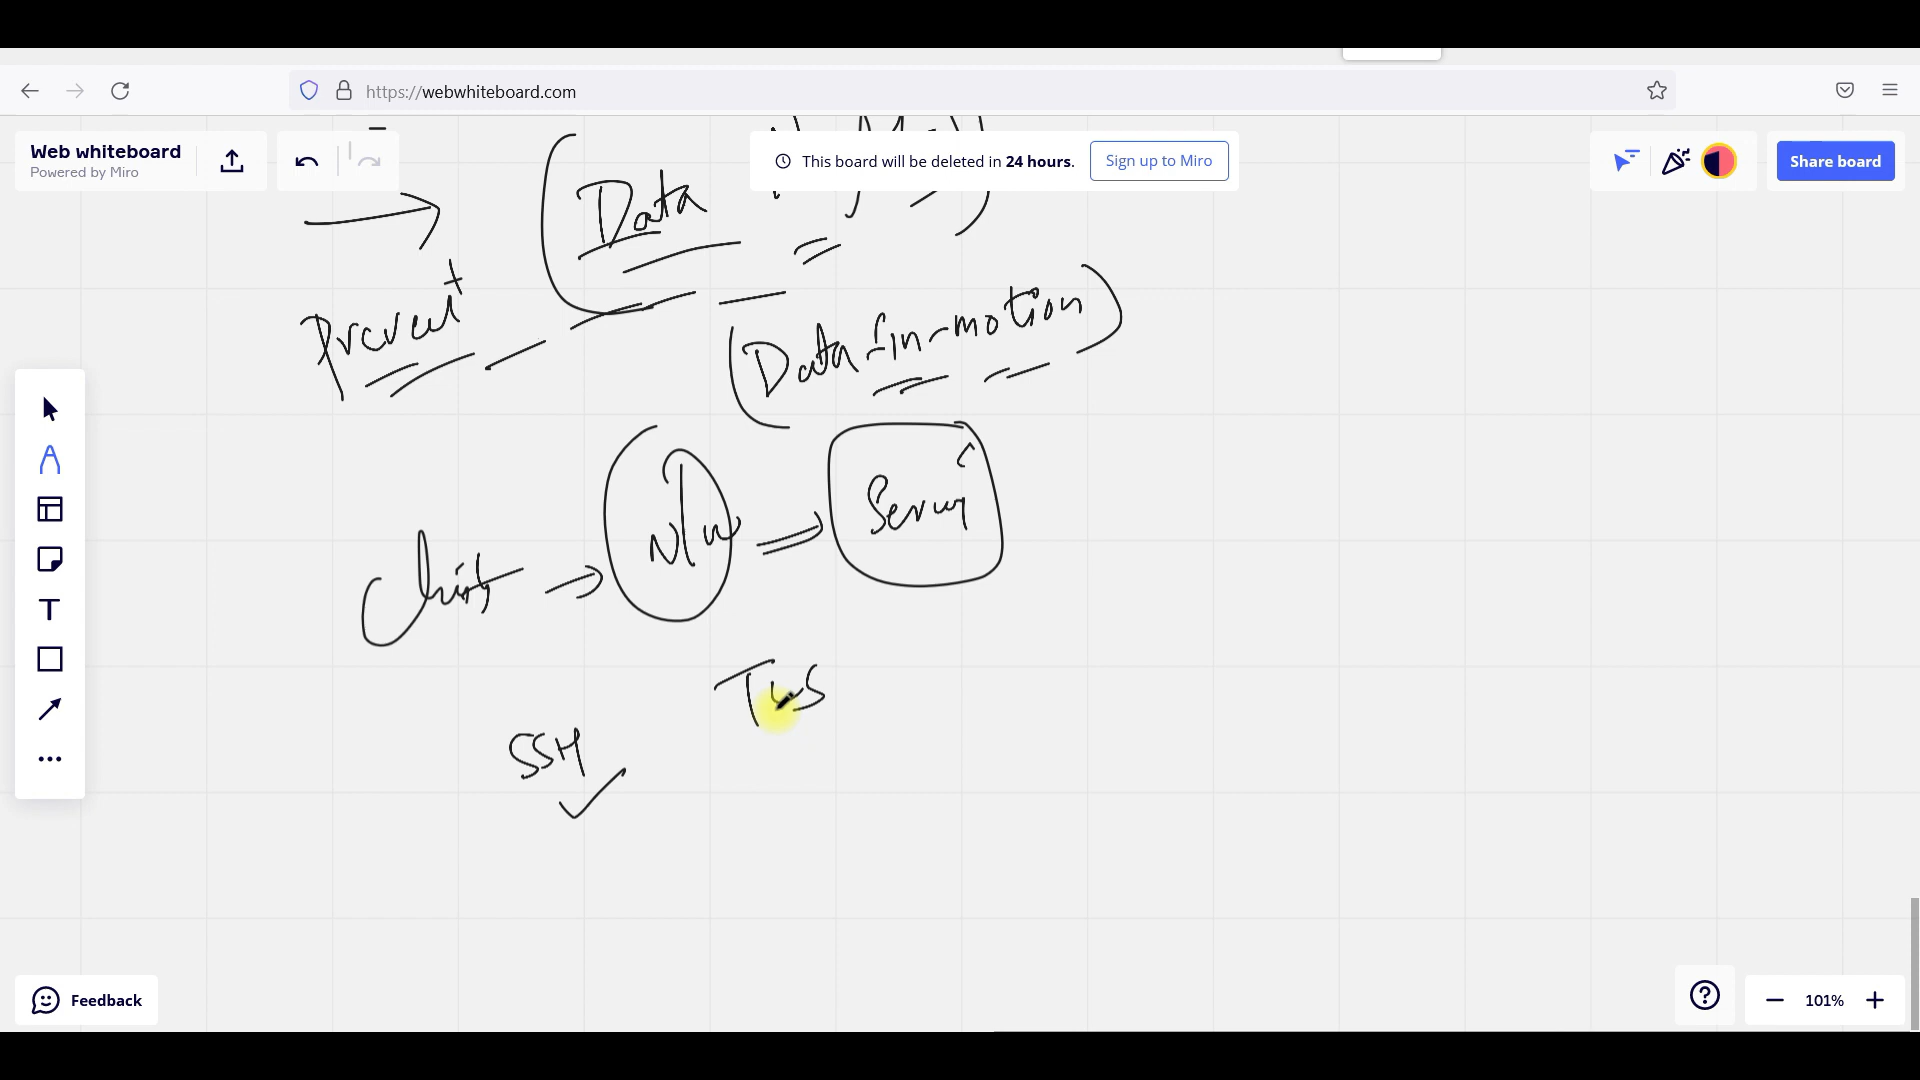 https://webwhiteboard.com
Web whiteboard
Powered by Miro
This board will be deleted in 24 hours.
Sign up to Miro
Share board
Data
Prevent
(Data-in-motion)
Client → N/w ⇒ Server
TLS
SSH ✓
T
Feedback
101%